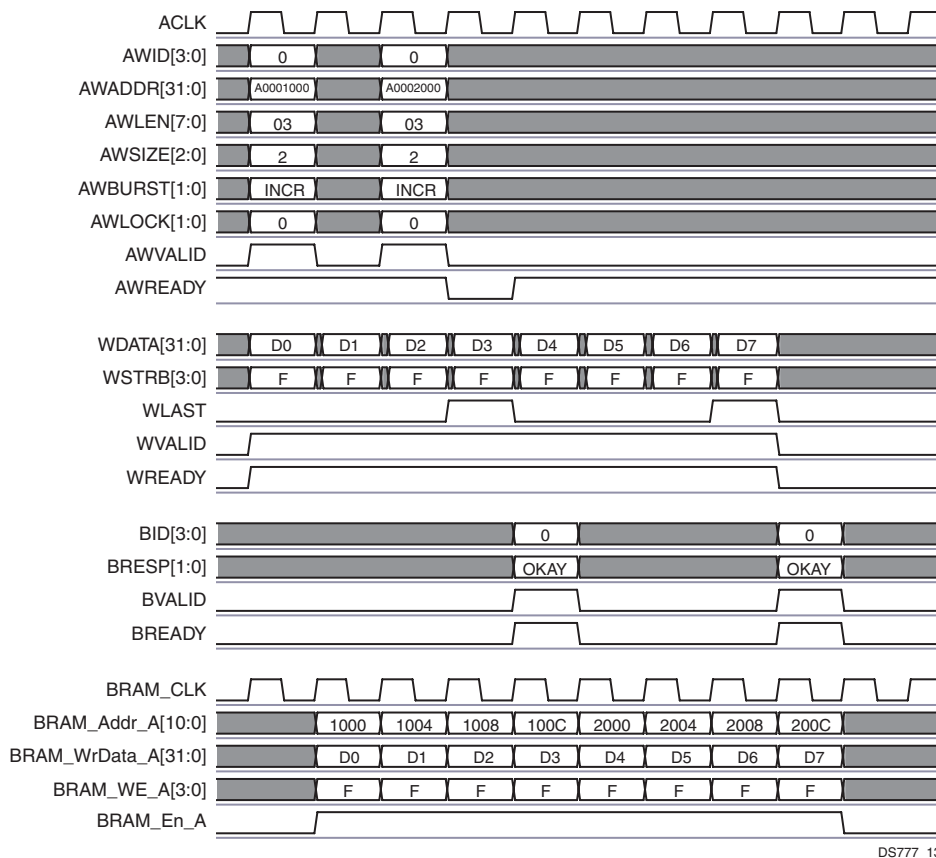 ACLK
AWID[3:0] 0 0
AWADDR[31:0] A0001000 A0002000
AWLEN[7:0] 03 03
AWSIZE[2:0] 2 2
AWBURST[1:0] INCR INCR
AWLOCK[1:0] 0 0
AWVALID
AWREADY
WDATA[31:0] D0 D1 D2 D3 D4 D5 D6 D7
WSTRB[3:0] F F F F F F F F
WLAST
WVALID
WREADY
BID[3:0] 0 0
BRESP[1:0] OKAY OKAY
BVALID
BREADY
BRAM_CLK
BRAM_Addr_A[10:0] 1000 1004 1008 100C 2000 2004 2008 200C
BRAM_WrData_A[31:0] D0 D1 D2 D3 D4 D5 D6 D7
BRAM_WE_A[3:0] F F F F F F F F
BRAM_En_A
DS777_13